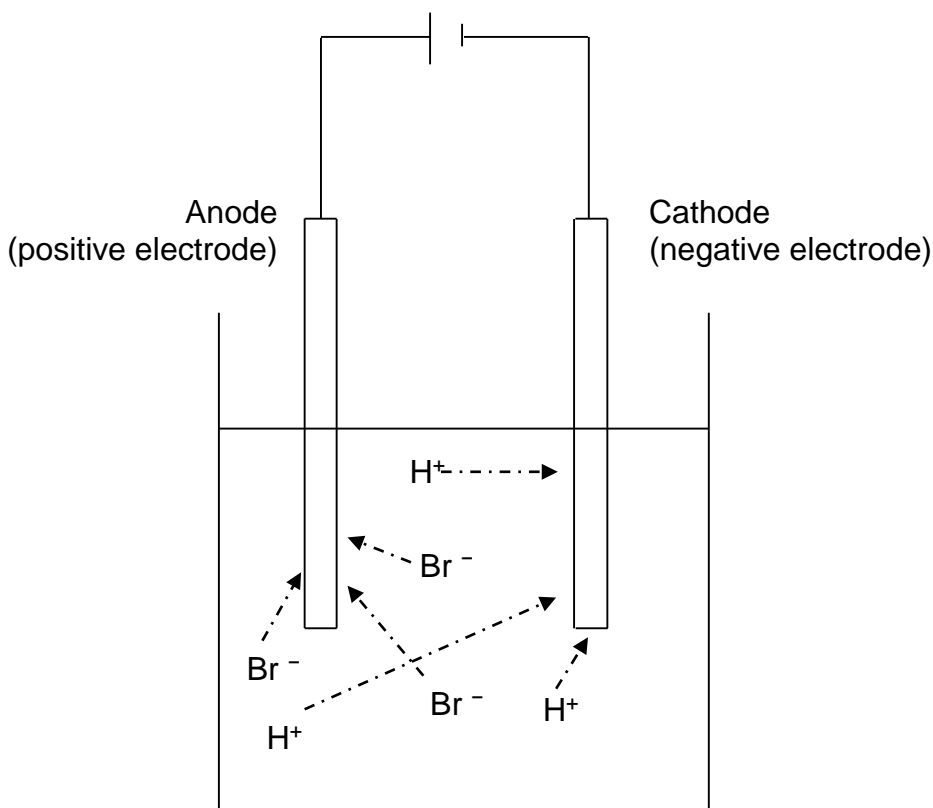 Anode
(positive electrode)
Cathode
(negative electrode)
H⁺
Br ⁻
Br ⁻
Br ⁻
H⁺
H⁺